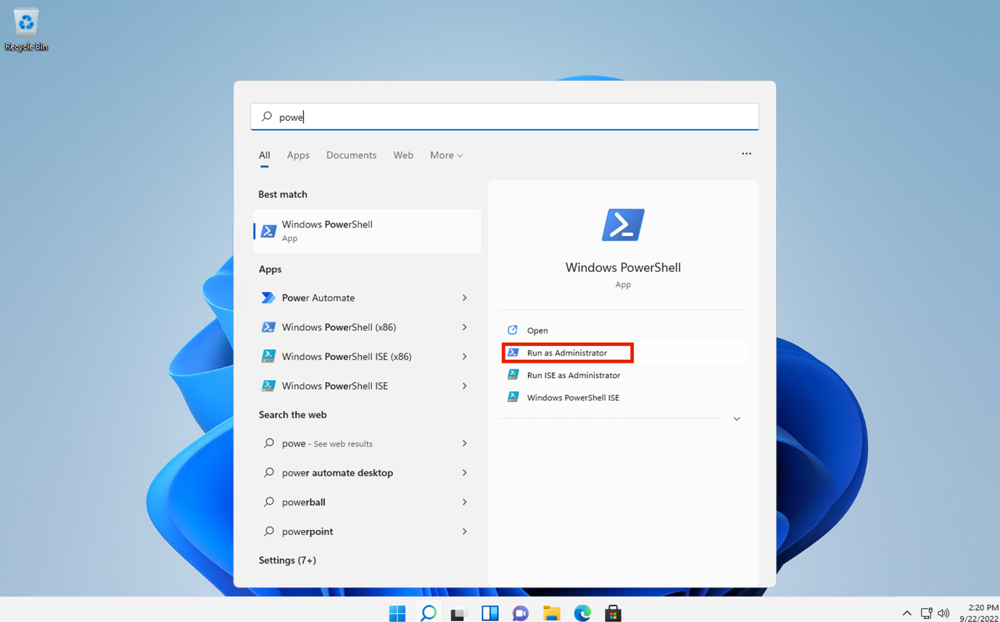 Recycle Bin
powe
All Apps Documents Web More
Best match
Windows PowerShell
App
Apps
Power Automate
Windows PowerShell (x86)
Windows PowerShell ISE (x86)
Windows PowerShell ISE
Search the web
powe - See web results
power automate desktop
powerball
powerpoint
Settings (7+)
Windows PowerShell
App
Open
Run as Administrator
Run ISE as Administrator
Windows PowerShell ISE
2:20 PM
9/22/2022